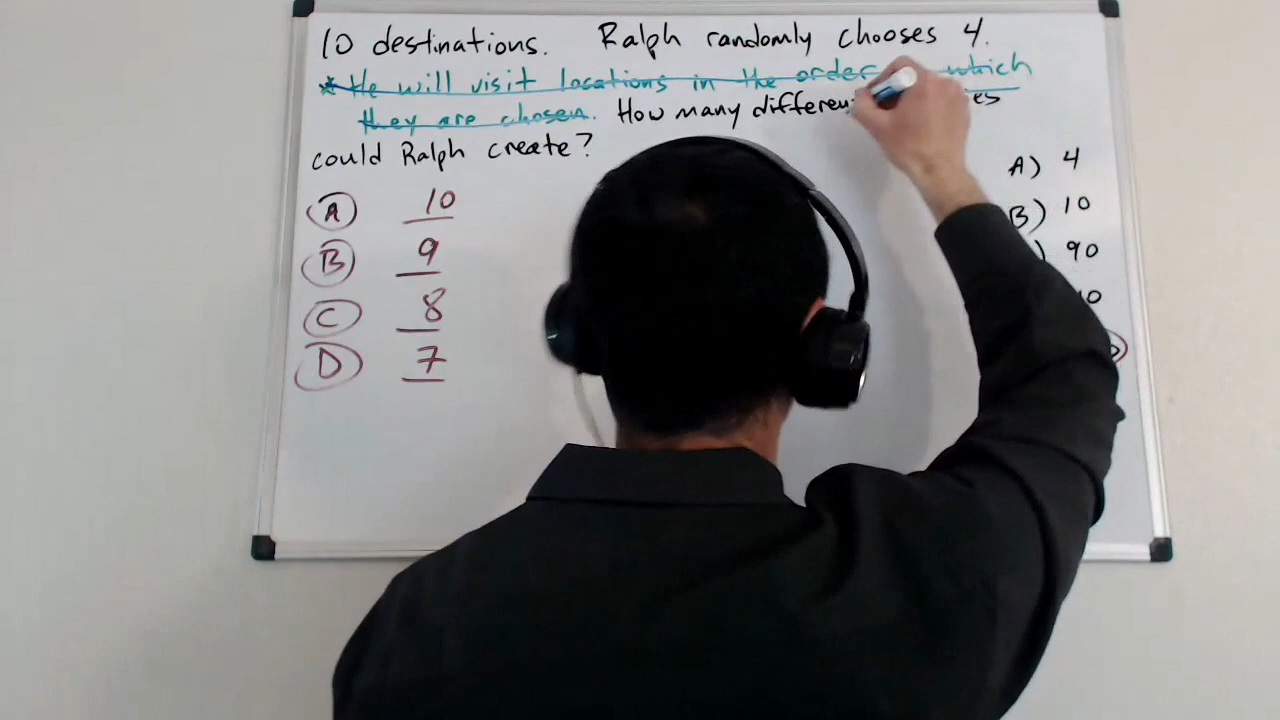 10 destinations. Ralph randomly chooses 4.
* He will visit locations in the order which
they are chosen. How many different
could Ralph create?
A 10
B 9
C 8
D 7
A) 4
B) 10
90